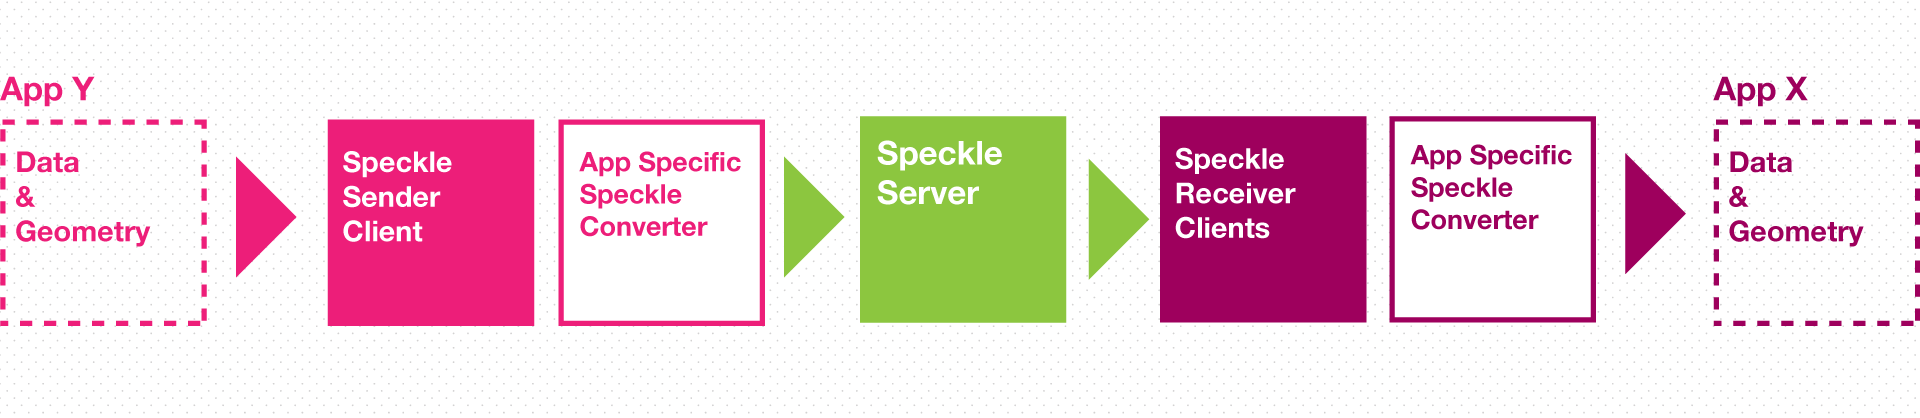 App Y
Data
&
Geometry
Speckle
Sender
Client
App Specific
Speckle
Converter
Speckle
Server
Speckle
Receiver
Clients
App Specific
Speckle
Converter
App X
Data
&
Geometry